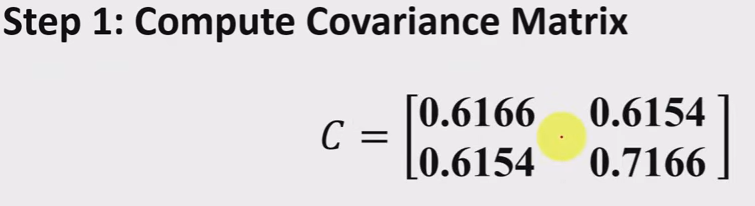 Step 1: Compute Covariance Matrix
C = [0.6166 0.6154
0.6154 0.7166]